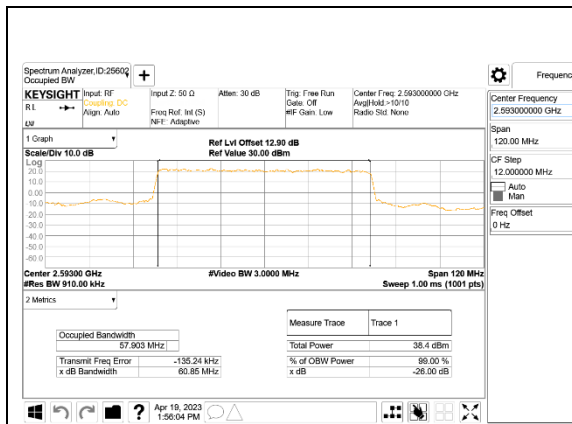 Spectrum Analyzer, ID:25602
Occupied BW
Frequency
KEYSIGHT Input: RF Input Z: 50 Ω Atten: 30 dB Trig: Free Run Center Freq: 2.593000000 GHz
R L Coupling: DC Gate: Off Avg|Hold:>10/10
Align: Auto Freq Ref: Int (S) #IF Gain: Low Radio Std: None
NFE: Adaptive
Center Frequency
2.593000000 GHz
Span
120.00 MHz
CF Step
12.000000 MHz
Auto
Man
Freq Offset
0 Hz
1 Graph
Ref Lvl Offset 12.90 dB
Scale/Div 10.0 dB Ref Value 30.00 dBm
Log
20.0
10.0
0.00
-10.0
-20.0
-30.0
-40.0
-50.0
-60.0
Center 2.59300 GHz #Video BW 3.0000 MHz Span 120 MHz
#Res BW 910.00 kHz Sweep 1.00 ms (1001 pts)
2 Metrics
Measure Trace Trace 1
Occupied Bandwidth
57.903 MHz
Total Power 38.4 dBm
Transmit Freq Error -135.24 kHz % of OBW Power 99.00 %
x dB Bandwidth 60.85 MHz x dB -26.00 dB
Apr 19, 2023
1:56:04 PM